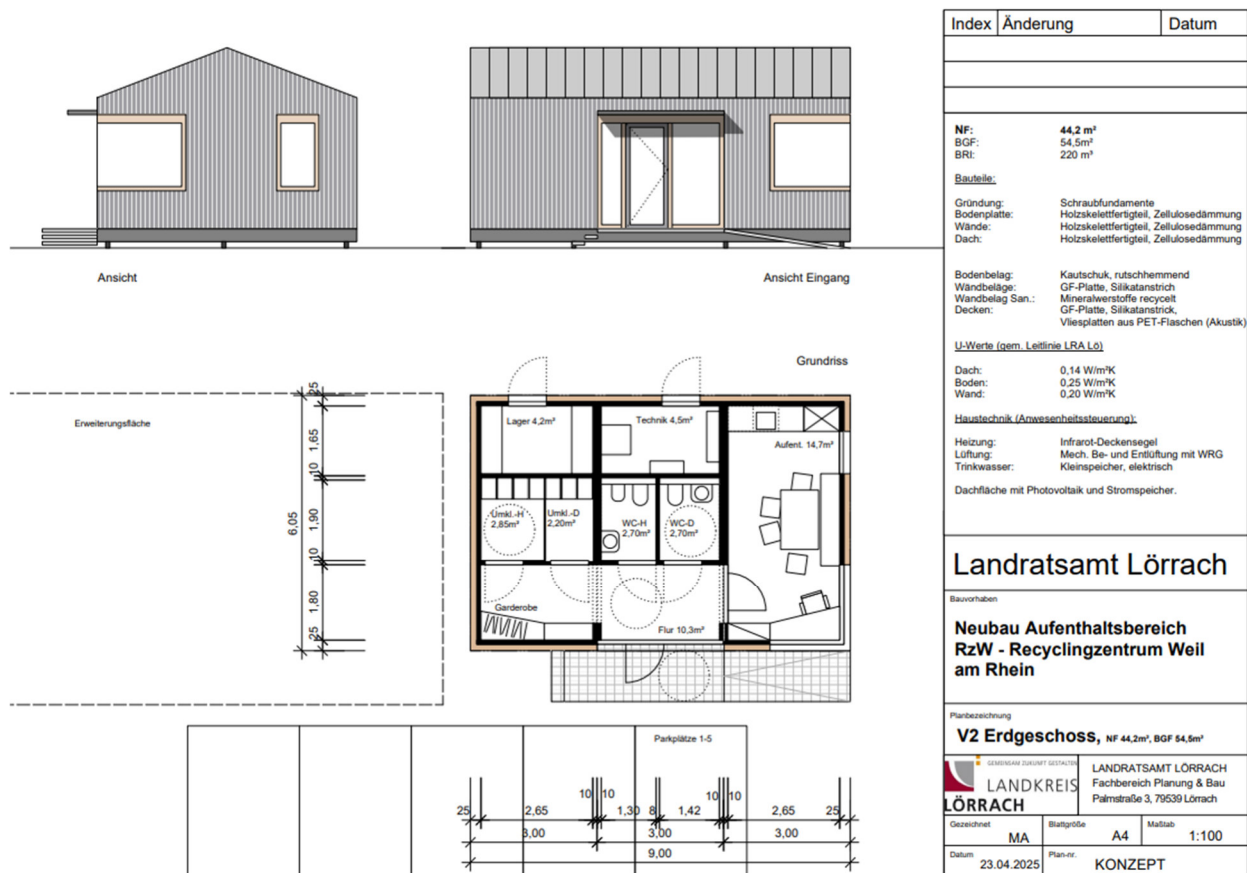 Index Änderung Datum
NF: 44,2 m²
BGF: 54,5m²
BRI: 220 m³
Bauteile:
Gründung: Schraubfundamente
Bodenplatte: Holzskelettfertigteil, Zellulosedämmung
Wände: Holzskelettfertigteil, Zellulosedämmung
Dach: Holzskelettfertigteil, Zellulosedämmung
Bodenbelag: Kautschuk, rutschhemmend
Wandbeläge: GF-Platte, Silikatanstrich
Wandbelag San.: Mineralwerstoffe recycelt
Decken: GF-Platte, Silikatanstrick,
Vliesplatten aus PET-Flaschen (Akustik)
U-Werte (gem. Leitlinie LRA Lö)
Dach: 0,14 W/m²K
Boden: 0,25 W/m²K
Wand: 0,20 W/m²K
Haustechnik (Anwesenheitssteuerung):
Heizung: Infrarot-Deckensegel
Lüftung: Mech. Be- und Entlüftung mit WRG
Trinkwasser: Kleinspeicher, elektrisch
Dachfläche mit Photovoltaik und Stromspeicher.
Landratsamt Lörrach
Bauvorhaben
Neubau Aufenthaltsbereich
RzW - Recyclingzentrum Weil
am Rhein
Planbezeichnung
V2 Erdgeschoss, NF 44,2m², BGF 54,5m²
GEMEINSAM ZUKUNFT GESTALTEN
LANDKREIS
LÖRRACH
LANDRATSAMT LÖRRACH
Fachbereich Planung & Bau
Palmstraße 3, 79539 Lörrach
Gezeichnet MA Blattgröße A4 Maßtab 1:100
Datum 23.04.2025 Plan-nr. KONZEPT
Ansicht
Ansicht Eingang
Grundriss
Erweiterungsfläche
25
1,65
10
1,90
10
1,80
25
6,05
Lager 4,2m²
Technik 4,5m²
Aufent. 14,7m²
Umkl.-H
2,85m²
Umkl.-D
2,20m²
WC-H
2,70m²
WC-D
2,70m²
Garderobe
Flur 10,3m²
Parkplätze 1-5
25 2,65 10 10 1,30 8 1,42 10 10 2,65 25
3,00 3,00 3,00
9,00